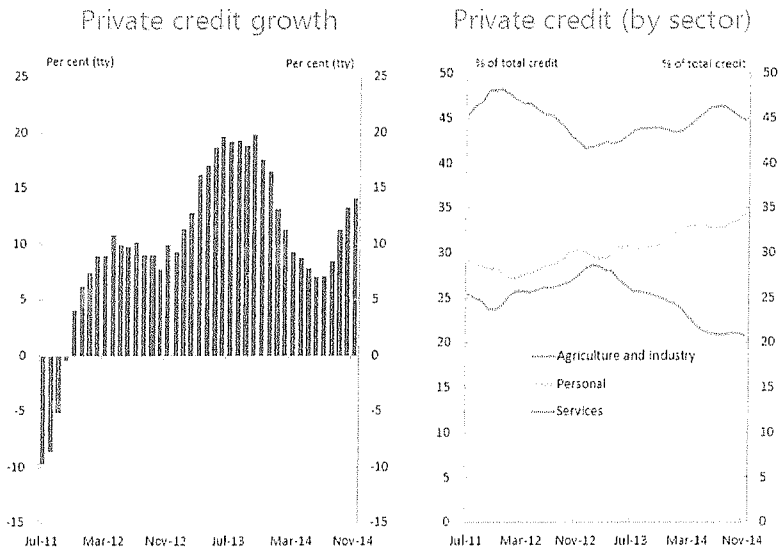 Private credit growth
Per cent (tty) Per cent (tty)
25 25
20 20
15 15
10 10
5 5
0 0
-5 -5
-10 -10
-15 -15
Jul-11 Mar-12 Nov-12 Jul-13 Mar-14 Nov-14
Private credit (by sector)
% of total credit % of total credit
50 50
45 45
40 40
35 35
30 30
25 25
20 20
15 15
10 10
5 5
0 0
Agriculture and industry
Personal
Services
Jul-11 Mar-12 Nov-12 Jul-13 Mar-14 Nov-14